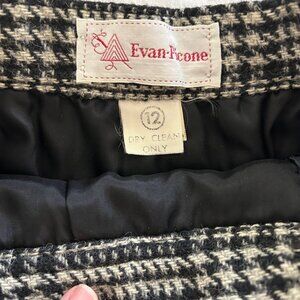 Evan-Picone
12
DRY CLEAN
ONLY